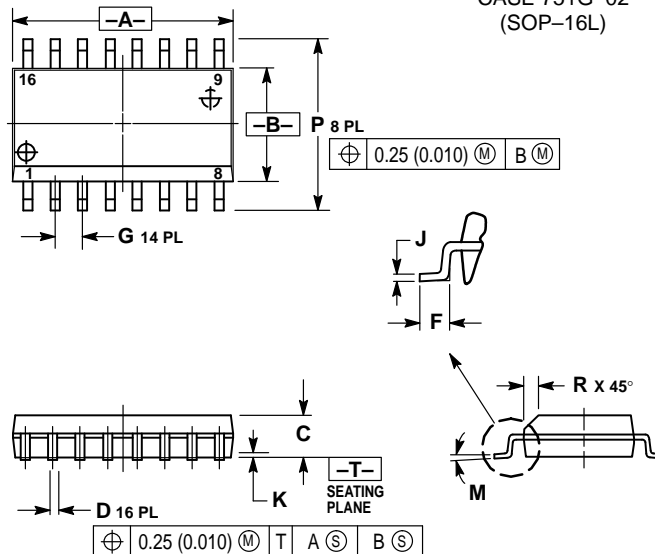 CASE 751G–02
(SOP–16L)
–A–
16
9
–B–
P 8 PL
⌖ 0.25 (0.010) Ⓜ B Ⓜ
1
8
G 14 PL
J
F
R X 45°
C
–T–
SEATING
PLANE
K
M
D 16 PL
⌖ 0.25 (0.010) Ⓜ T A Ⓢ B Ⓢ